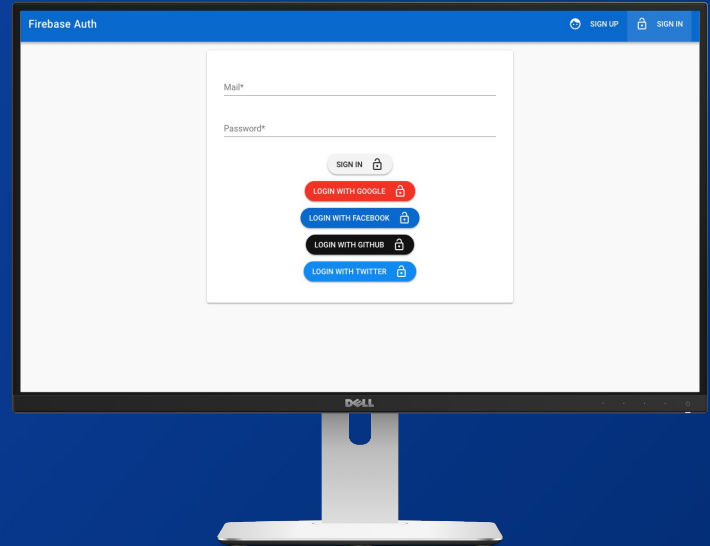 Firebase Auth
SIGN UP
SIGN IN
Mail*
Password*
SIGN IN
LOGIN WITH GOOGLE
LOGIN WITH FACEBOOK
LOGIN WITH GITHUB
LOGIN WITH TWITTER
DELL